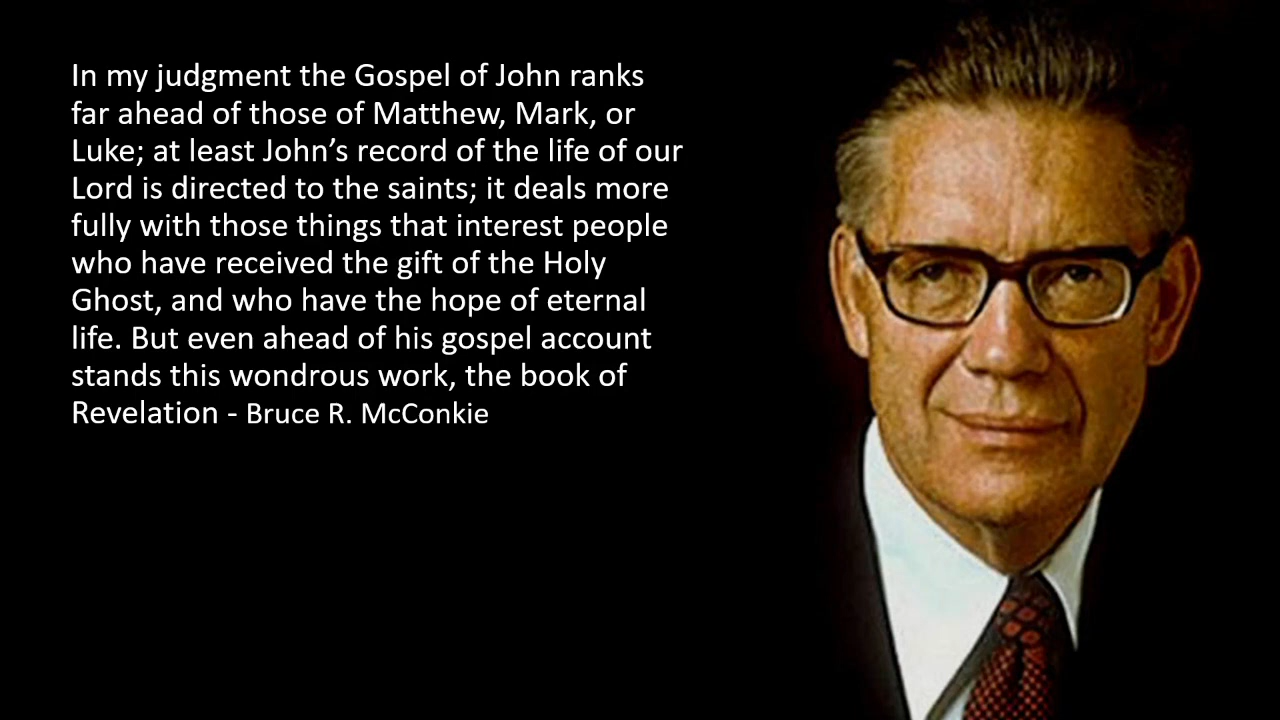 In my judgment the Gospel of John ranks
far ahead of those of Matthew, Mark, or
Luke; at least John’s record of the life of our
Lord is directed to the saints; it deals more
fully with those things that interest people
who have received the gift of the Holy
Ghost, and who have the hope of eternal
life. But even ahead of his gospel account
stands this wondrous work, the book of
Revelation - Bruce R. McConkie